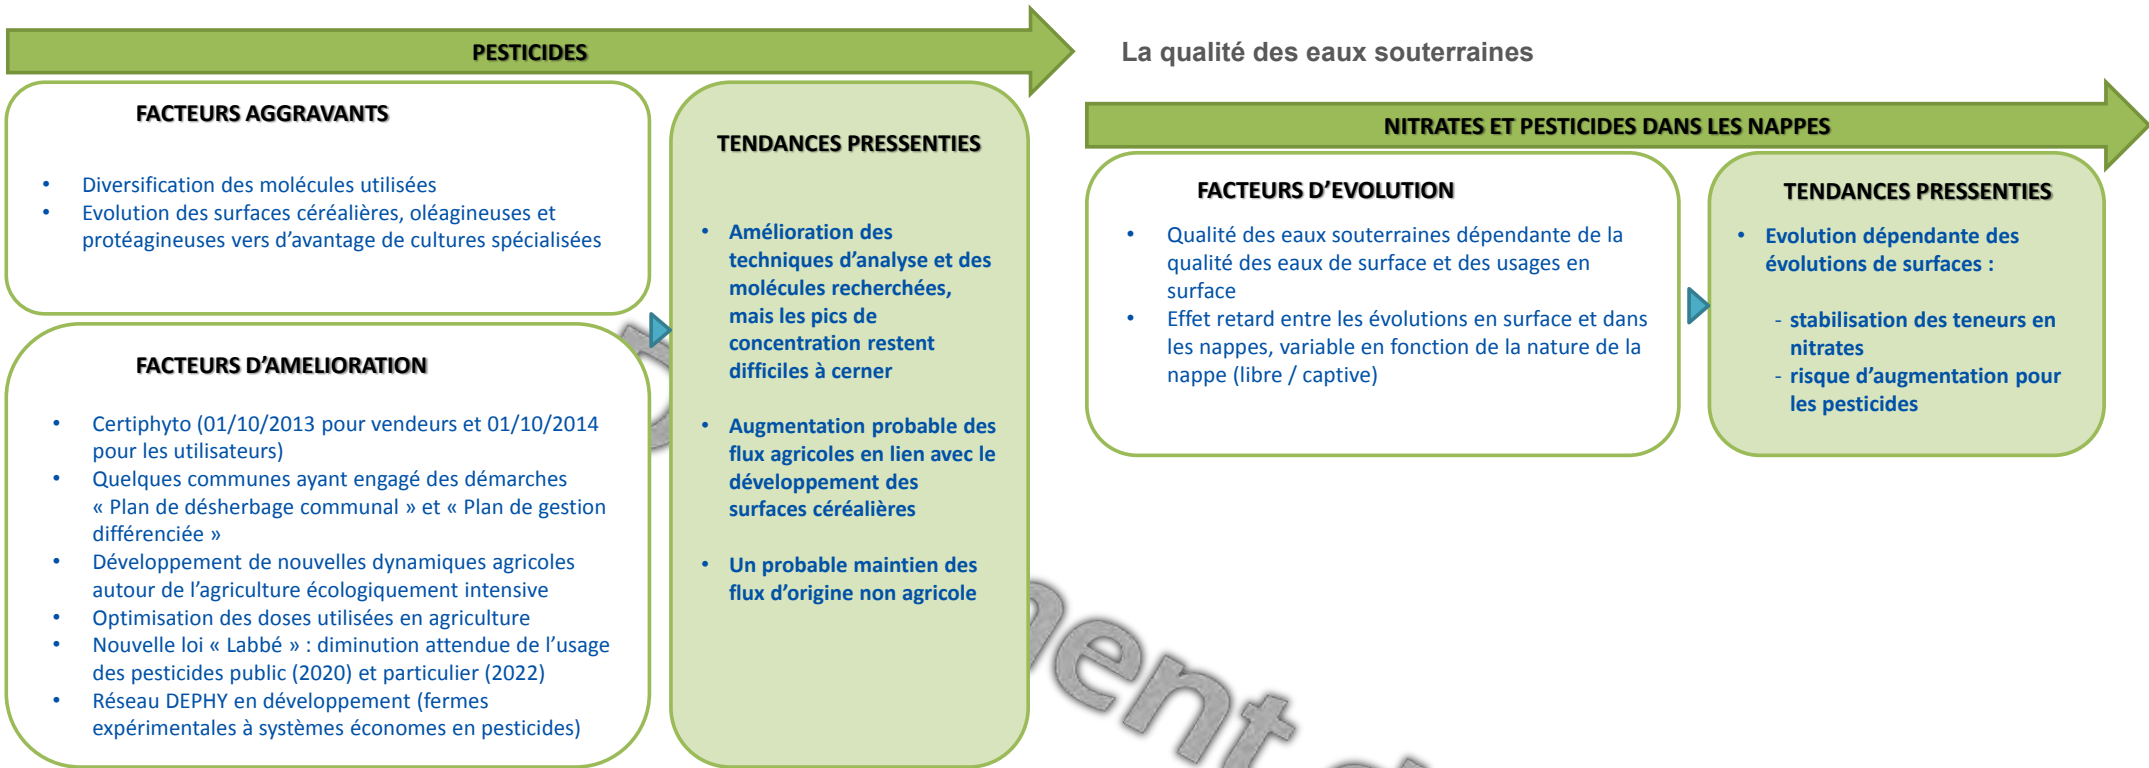 PESTICIDES
FACTEURS AGGRAVANTS
• Diversification des molécules utilisées
• Evolution des surfaces céréalières, oléagineuses et
protéagineuses vers d'avantage de cultures spécialisées
FACTEURS D'AMELIORATION
• Certiphyto (01/10/2013 pour vendeurs et 01/10/2014
pour les utilisateurs)
• Quelques communes ayant engagé des démarches
« Plan de désherbage communal » et « Plan de gestion
différenciée »
• Développement de nouvelles dynamiques agricoles
autour de l'agriculture écologiquement intensive
• Optimisation des doses utilisées en agriculture
• Nouvelle loi « Labbé » : diminution attendue de l'usage
des pesticides public (2020) et particulier (2022)
• Réseau DEPHY en développement (fermes
expérimentales à systèmes économes en pesticides)
TENDANCES PRESSENTIES
• Amélioration des
techniques d'analyse et des
molécules recherchées,
mais les pics de
concentration restent
difficiles à cerner
• Augmentation probable des
flux agricoles en lien avec le
développement des
surfaces céréalières
• Un probable maintien des
flux d'origine non agricole
La qualité des eaux souterraines
NITRATES ET PESTICIDES DANS LES NAPPES
FACTEURS D'EVOLUTION
• Qualité des eaux souterraines dépendante de la
qualité des eaux de surface et des usages en
surface
• Effet retard entre les évolutions en surface et dans
les nappes, variable en fonction de la nature de la
nappe (libre / captive)
TENDANCES PRESSENTIES
• Evolution dépendante des
évolutions de surfaces :
- stabilisation des teneurs en
nitrates
- risque d'augmentation pour
les pesticides